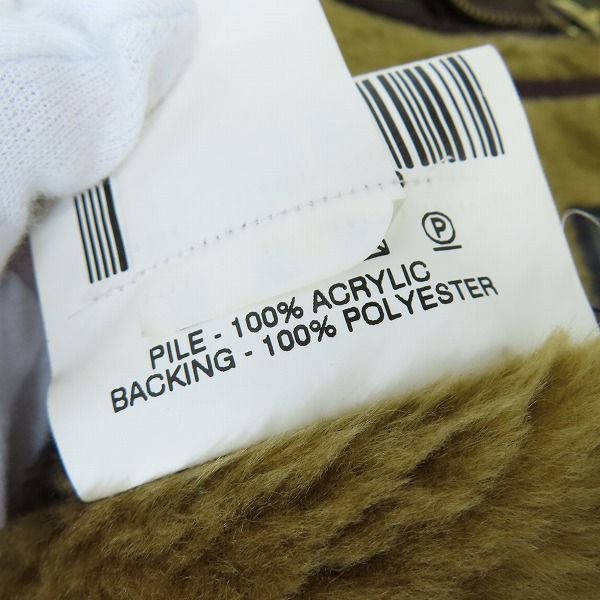 P
PILE - 100% ACRYLIC
BACKING - 100% POLYESTER